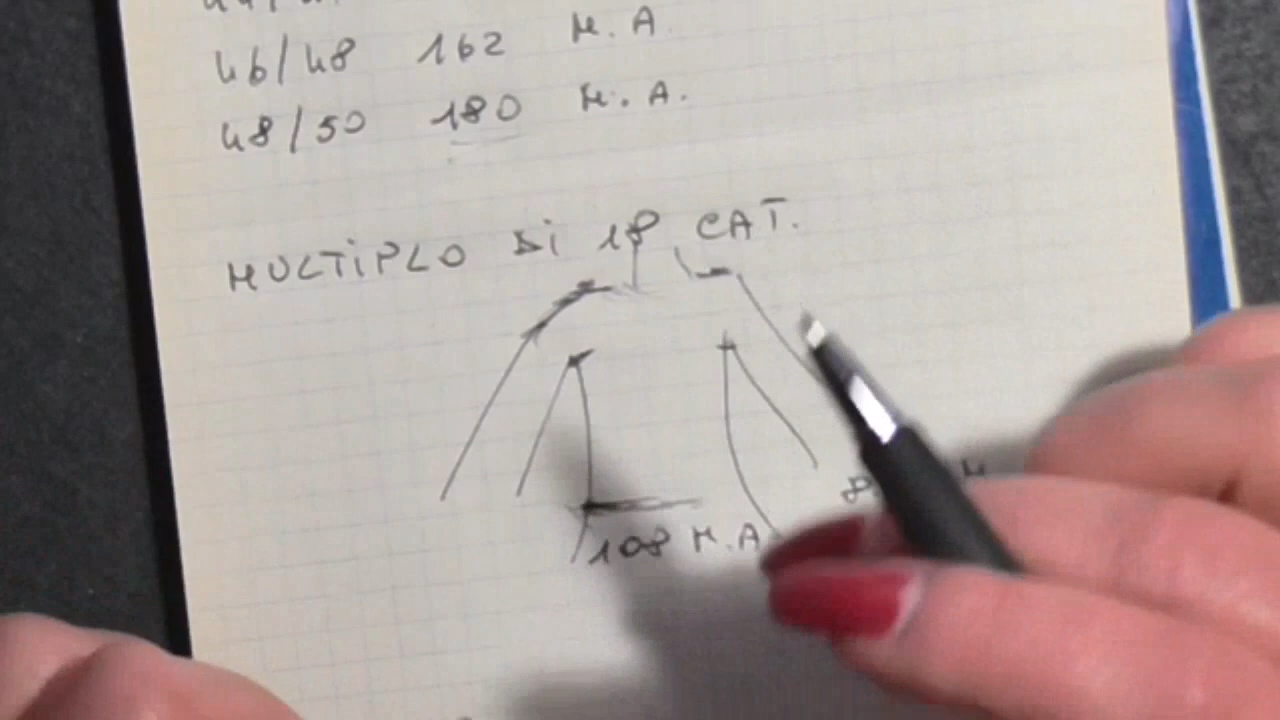 46/48 162 M.A
48/50 180 M.A.
MULTIPLO Di 18 CAT.
108 M.A